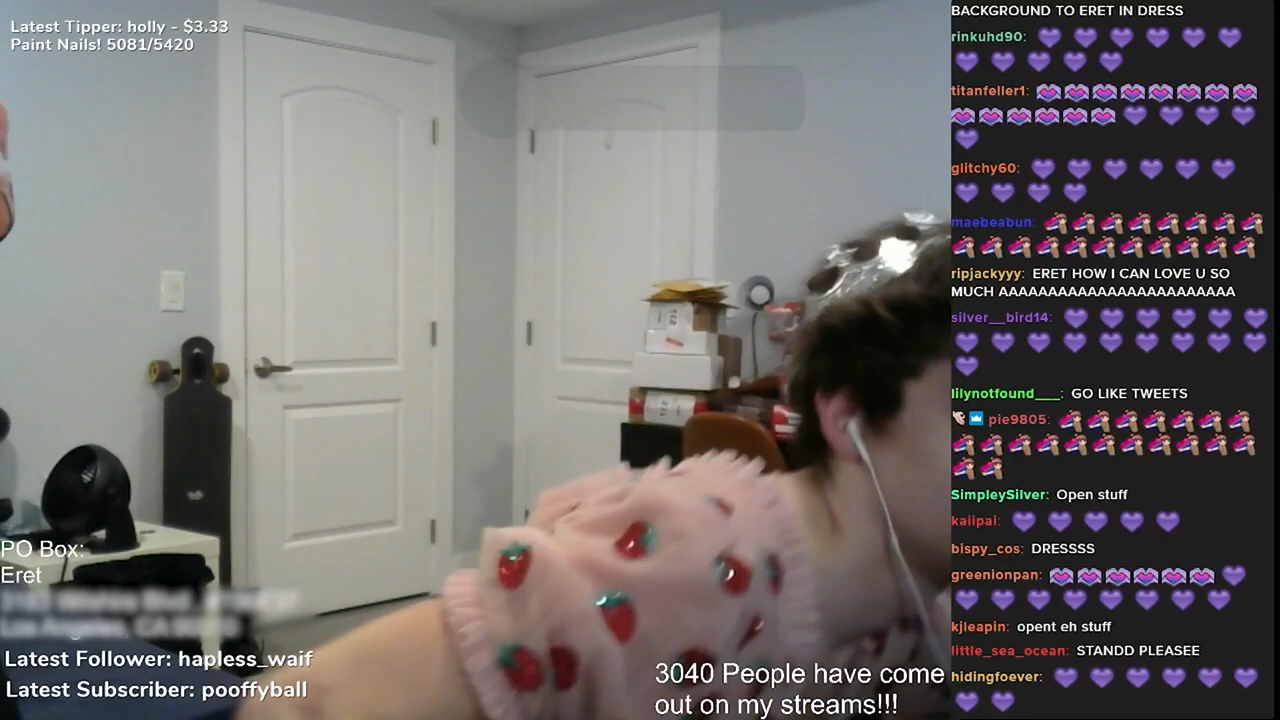 Latest Tipper: holly - $3.33
Paint Nails! 5081/5420
PO Box:
Eret
Latest Follower: hapless_waif
Latest Subscriber: pooffyball
3040 People have come
out on my streams!!!
BACKGROUND TO ERET IN DRESS
rinkuhd90:
titanfeller1:
glitchy60:
maebeabun:
ripjackyyy: ERET HOW I CAN LOVE U SO
MUCH AAAAAAAAAAAAAAAAAAAAAAAA
silver__bird14:
lilynotfound___: GO LIKE TWEETS
pie9805:
SimpleySilver: Open stuff
kaiipai:
bispy_cos: DRESSSS
greenionpan:
kjleapin: opent eh stuff
little_sea_ocean: STANDD PLEASEE
hidingfoever: